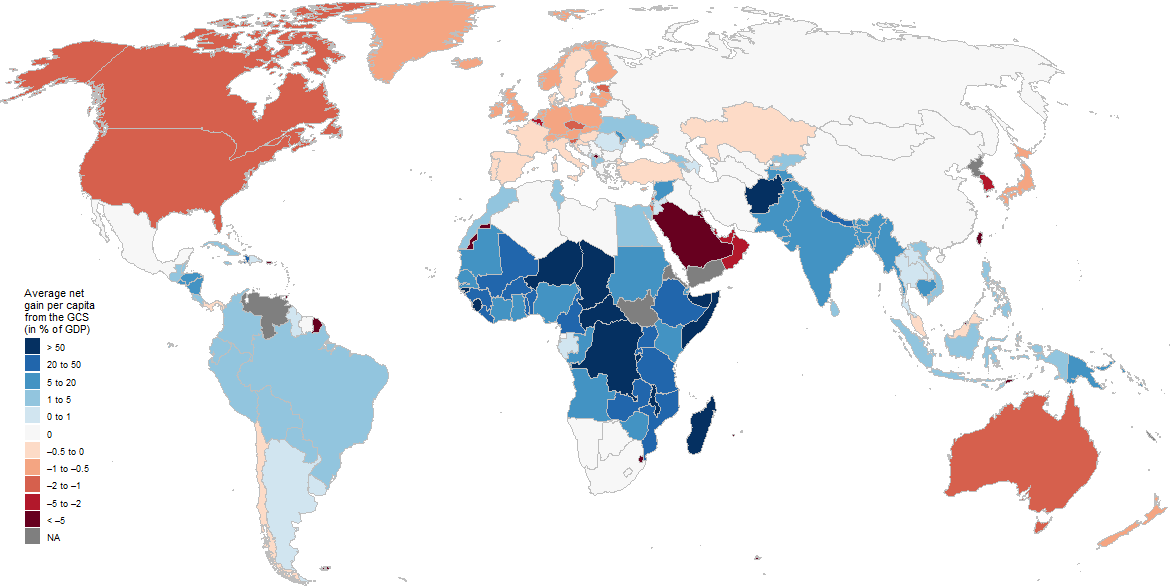 Average net
gain per capita
from the GCS
(in % of GDP)
> 50
20 to 50
5 to 20
1 to 5
0 to 1
0
−0.5 to 0
−1 to −0.5
−2 to −1
−5 to −2
< −5
NA